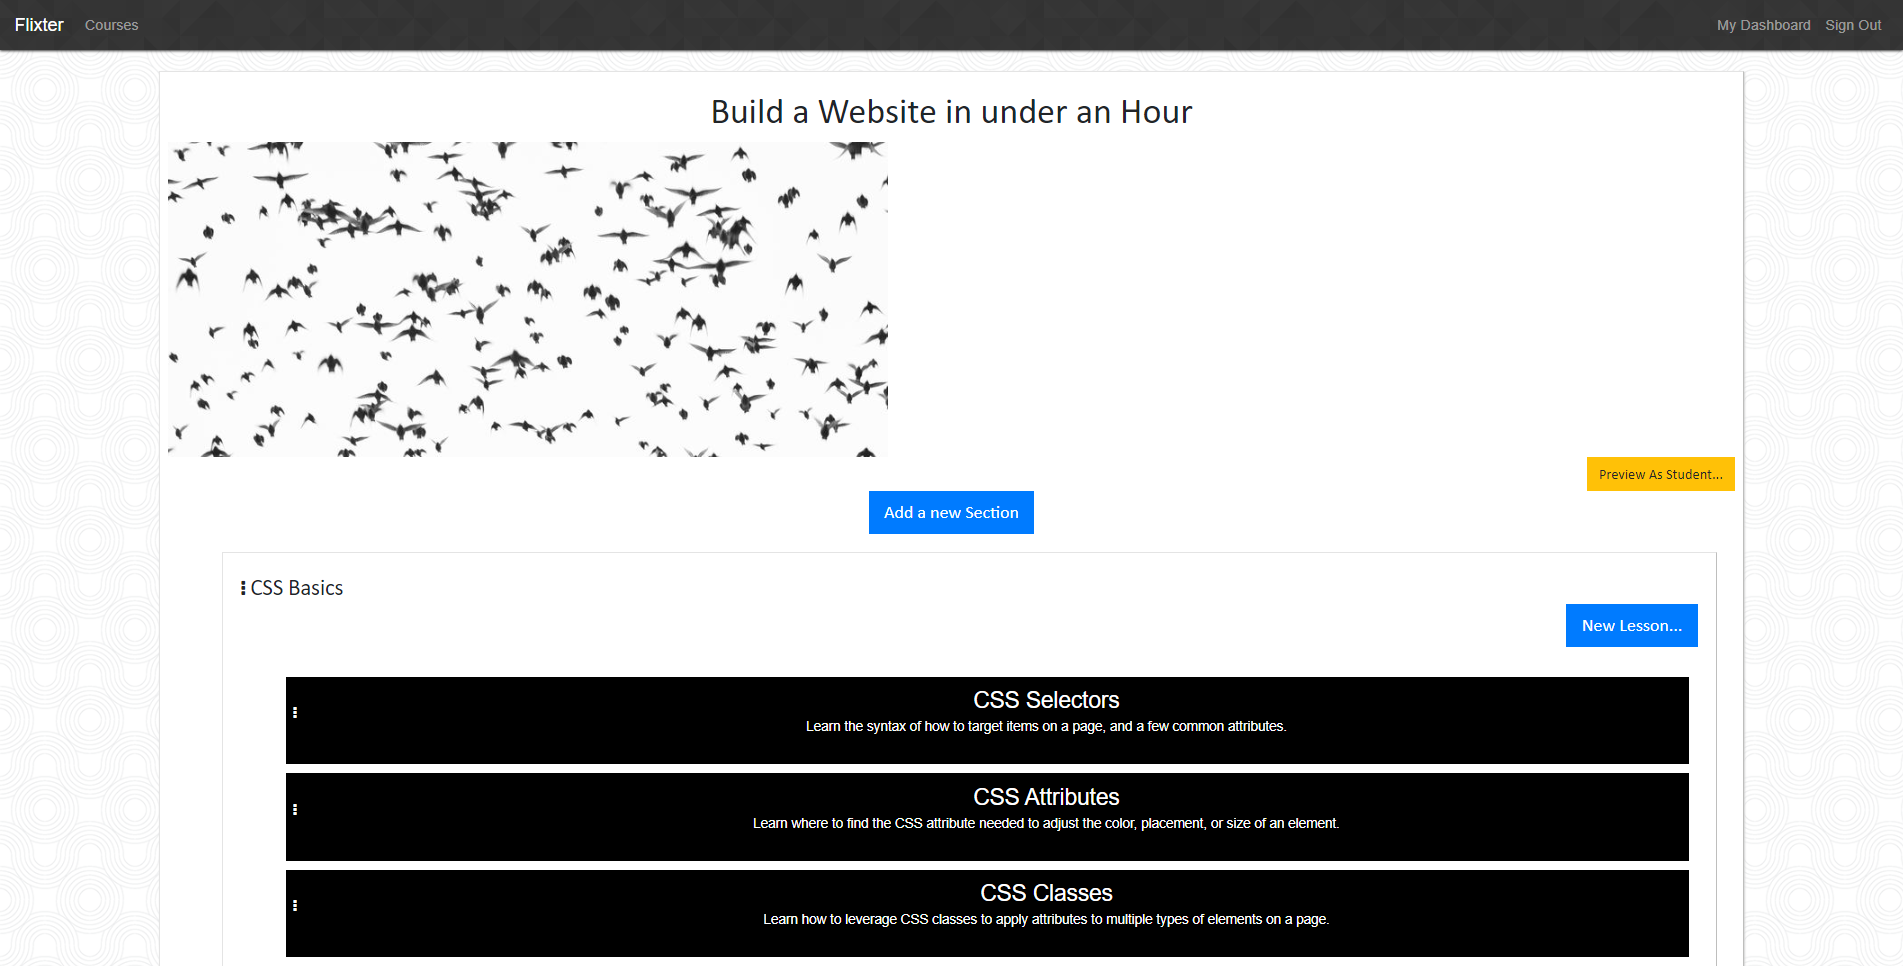 Flixter Courses My Dashboard Sign Out
Build a Website in under an Hour
Preview As Student...
Add a new Section
CSS Basics
New Lesson...
CSS Selectors
Learn the syntax of how to target items on a page, and a few common attributes.
CSS Attributes
Learn where to find the CSS attribute needed to adjust the color, placement, or size of an element.
CSS Classes
Learn how to leverage CSS classes to apply attributes to multiple types of elements on a page.